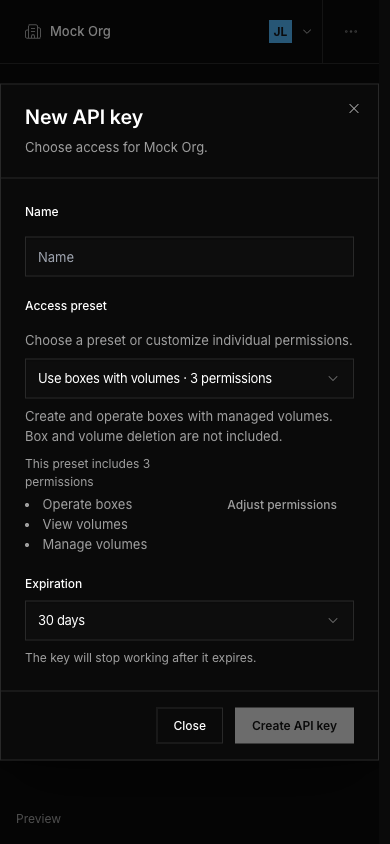 Mock Org
JL
New API key
Choose access for Mock Org.
Name
Name
Access preset
Choose a preset or customize individual permissions.
Use boxes with volumes · 3 permissions
Create and operate boxes with managed volumes.
Box and volume deletion are not included.
This preset includes 3
permissions
• Operate boxes
Adjust permissions
• View volumes
• Manage volumes
Expiration
30 days
The key will stop working after it expires.
Close
Create API key
Preview